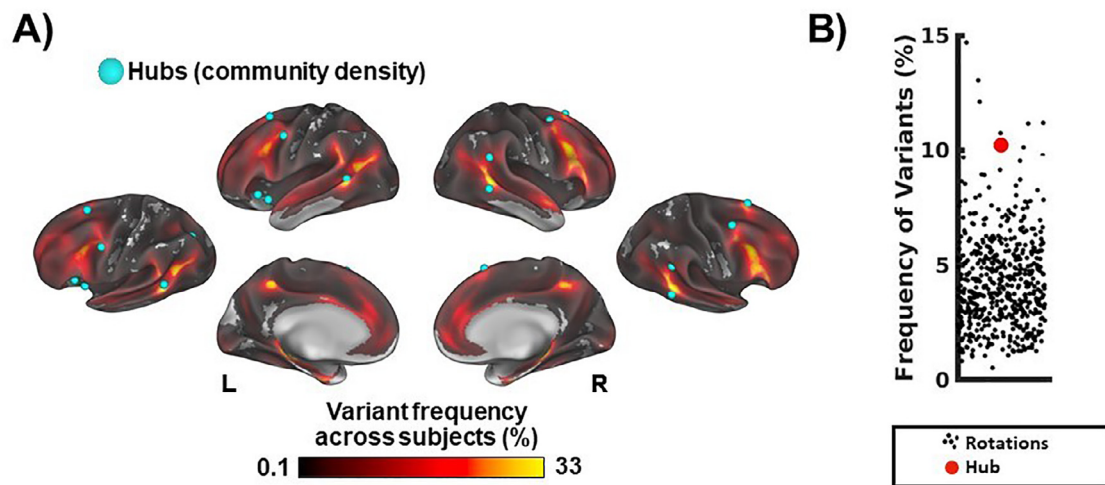 A)
Hubs (community density)
L
R
Variant frequency
across subjects (%)
0.1
33
B)
Frequency of Variants (%)
15
10
5
0
Rotations
Hub